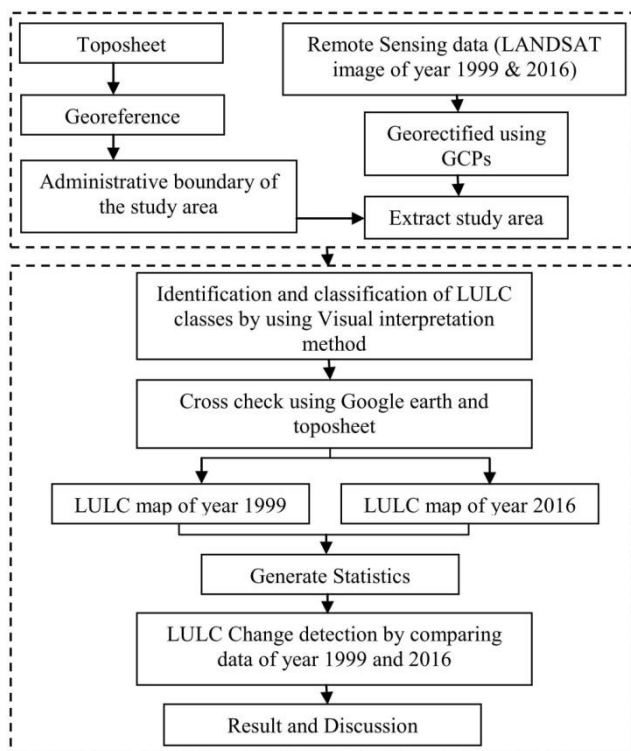 Toposheet
Georeference
Administrative boundary of
the study area
Remote Sensing data (LANDSAT
image of year 1999 & 2016)
Georectified using
GCPs
Extract study area
Identification and classification of LULC
classes by using Visual interpretation
method
Cross check using Google earth and
toposheet
LULC map of year 1999
LULC map of year 2016
Generate Statistics
LULC Change detection by comparing
data of year 1999 and 2016
Result and Discussion